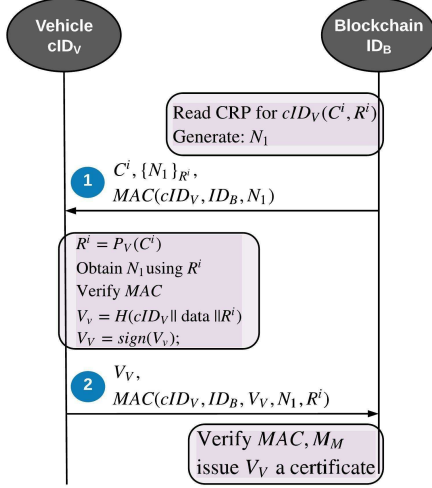 Vehicle
cID_V
Blockchain
ID_B
Read CRP for cID_V(C^i, R^i)
Generate: N_1
1
C^i, {N_1}_{R^i},
MAC(cID_V, ID_B, N_1)
R^i = P_V(C^i)
Obtain N_1 using R^i
Verify MAC
V_v = H(cID_V || data ||R^i)
V_V = sign(V_v);
2
V_V,
MAC(cID_V, ID_B, V_V, N_1, R^i)
Verify MAC, M_M
issue V_V a certificate